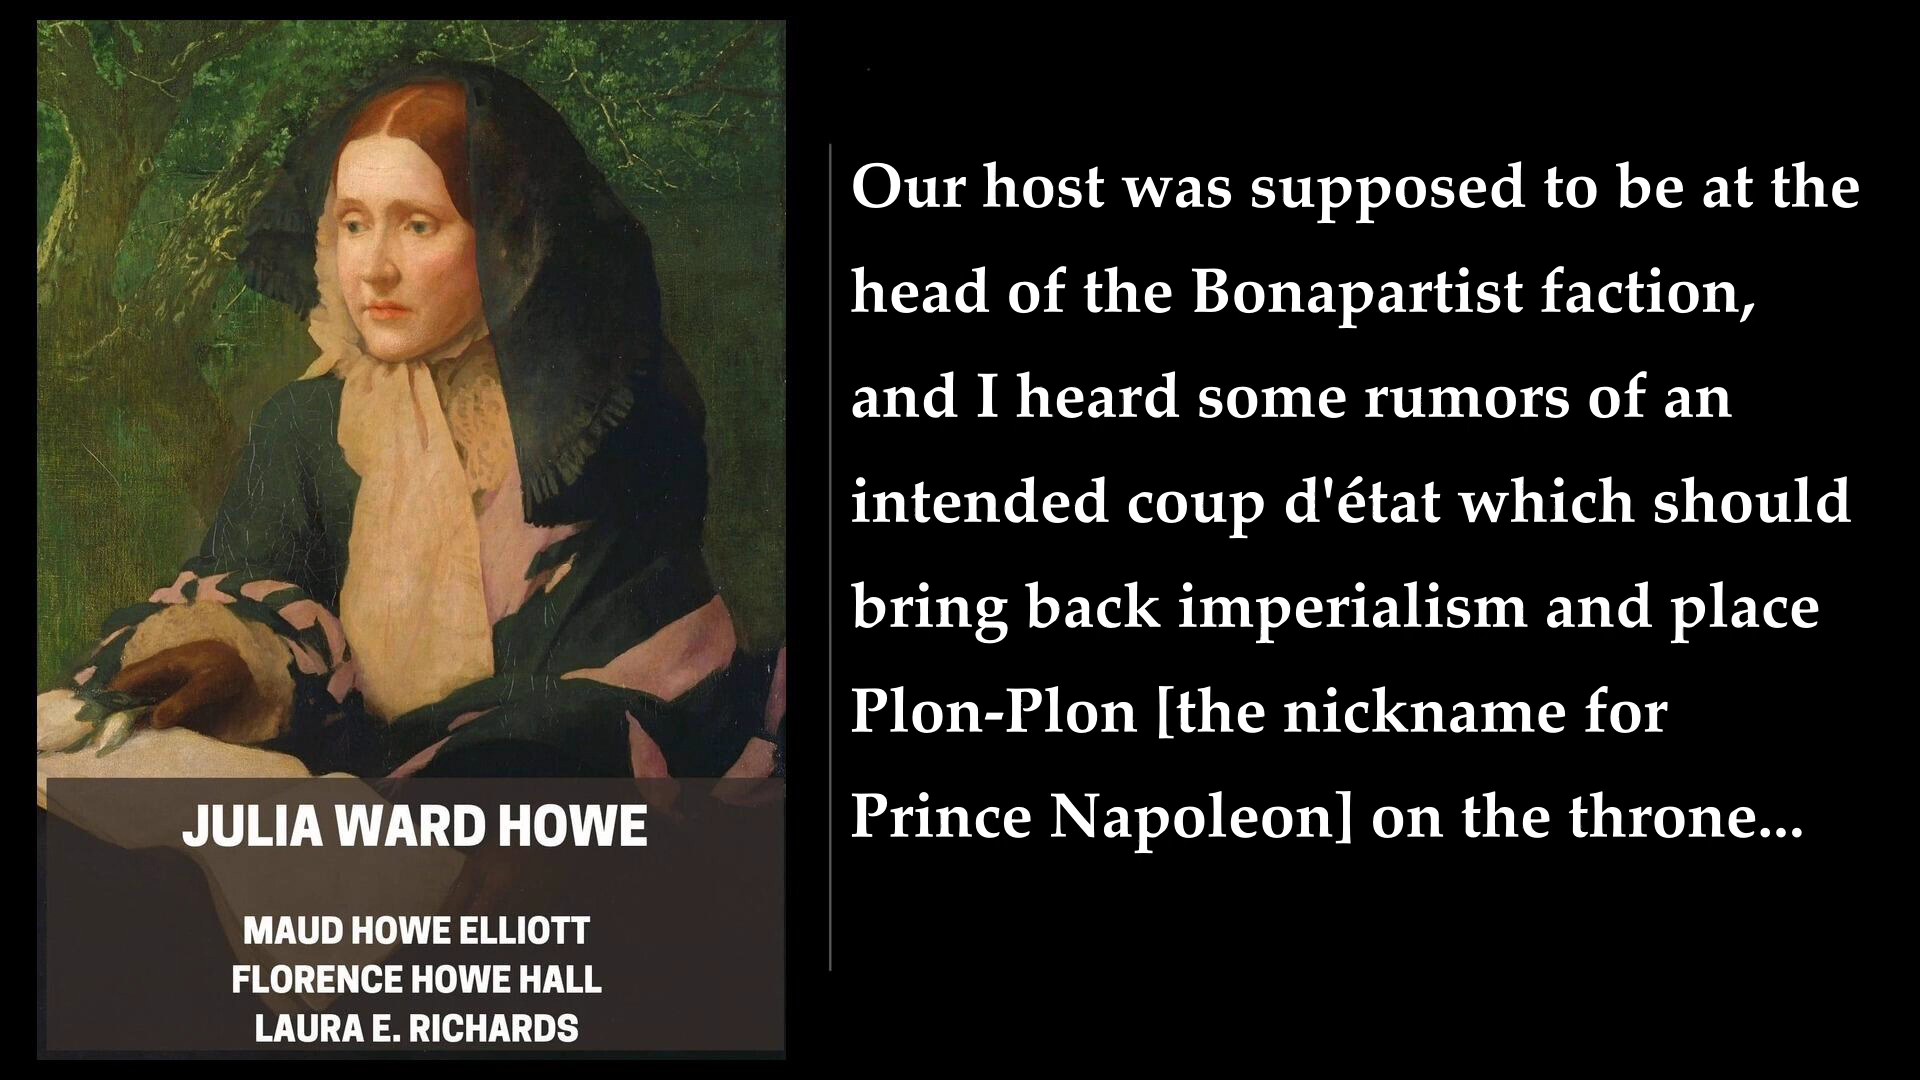 JULIA WARD HOWE
MAUD HOWE ELLIOTT
FLORENCE HOWE HALL
LAURA E. RICHARDS
Our host was supposed to be at the
head of the Bonapartist faction,
and I heard some rumors of an
intended coup d'état which should
bring back imperialism and place
Plon-Plon [the nickname for
Prince Napoleon] on the throne...